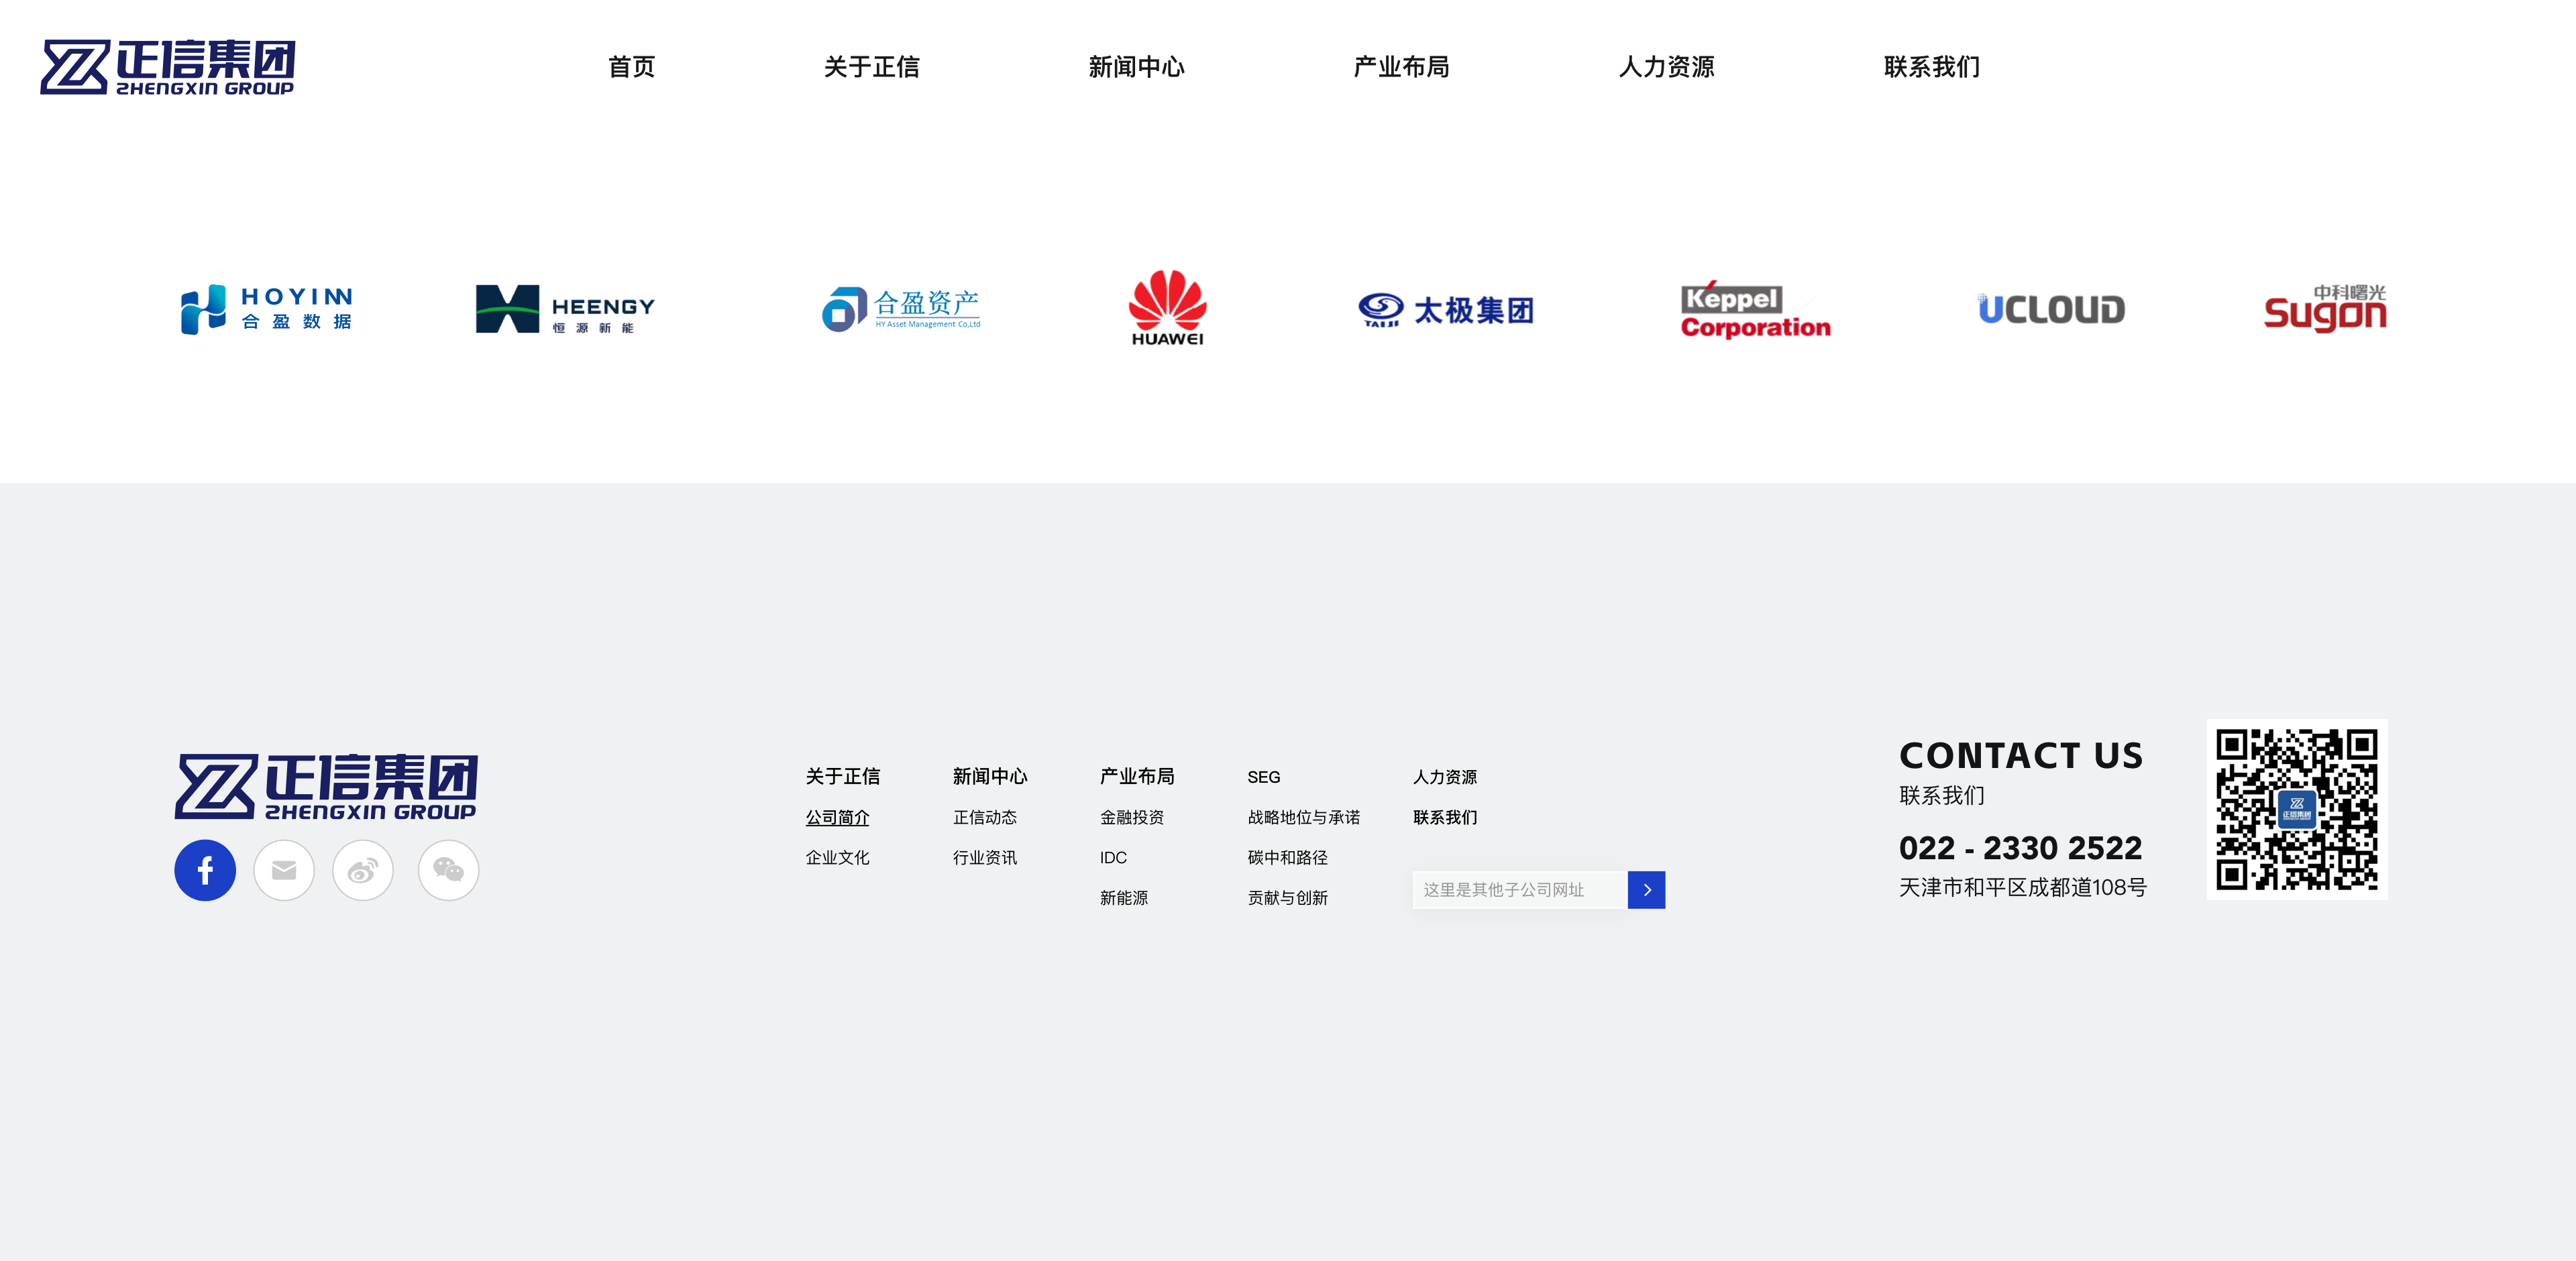 正信集团
ZHENGXIN GROUP
首页
关于正信
新闻中心
产业布局
人力资源
联系我们
HOYINN
合盈数据
HEENGY
恒源新能
合盈资产
HY Asset Management Co,Ltd
HUAWEI
TAIJI
太极集团
Keppel
Corporation
UCLOUD
中科曙光
Sugon
正信集团
ZHENGXIN GROUP
关于正信
公司简介
企业文化
新闻中心
正信动态
行业资讯
产业布局
金融投资
IDC
新能源
SEG
战略地位与承诺
碳中和路径
贡献与创新
人力资源
联系我们
这里是其他子公司网址
CONTACT US
联系我们
022 - 2330 2522
天津市和平区成都道108号
正信集团